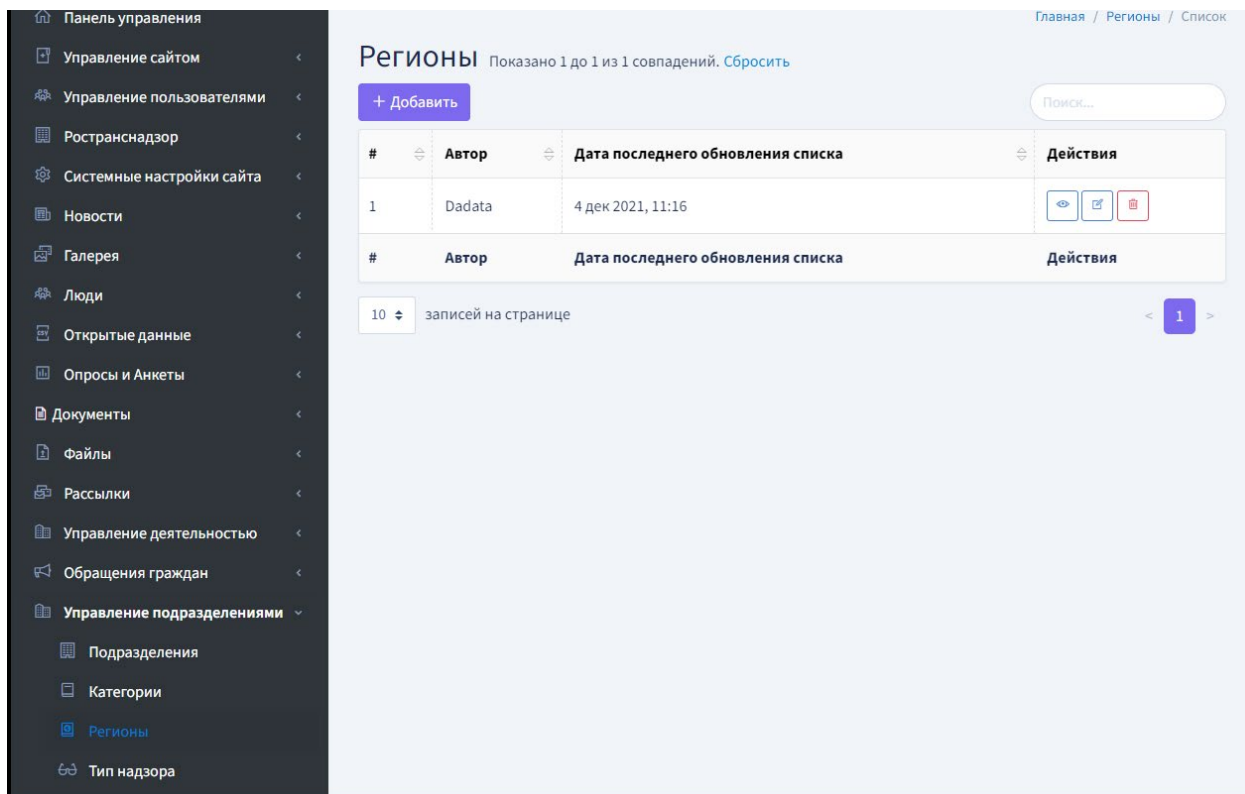 Панель управления
Управление сайтом
Управление пользователями
Ространснадзор
Системные настройки сайта
Новости
Галерея
Люди
Открытые данные
Опросы и Анкеты
Документы
Файлы
Рассылки
Управление деятельностью
Обращения граждан
Управление подразделениями
Подразделения
Категории
Регионы
Тип надзора
Главная / Регионы / Список
Регионы Показано 1 до 1 из 1 совпадений. Сбросить
+ Добавить
Поиск...
# Автор Дата последнего обновления списка Действия
1 Dadata 4 дек 2021, 11:16
# Автор Дата последнего обновления списка Действия
10 записей на странице
< 1 >